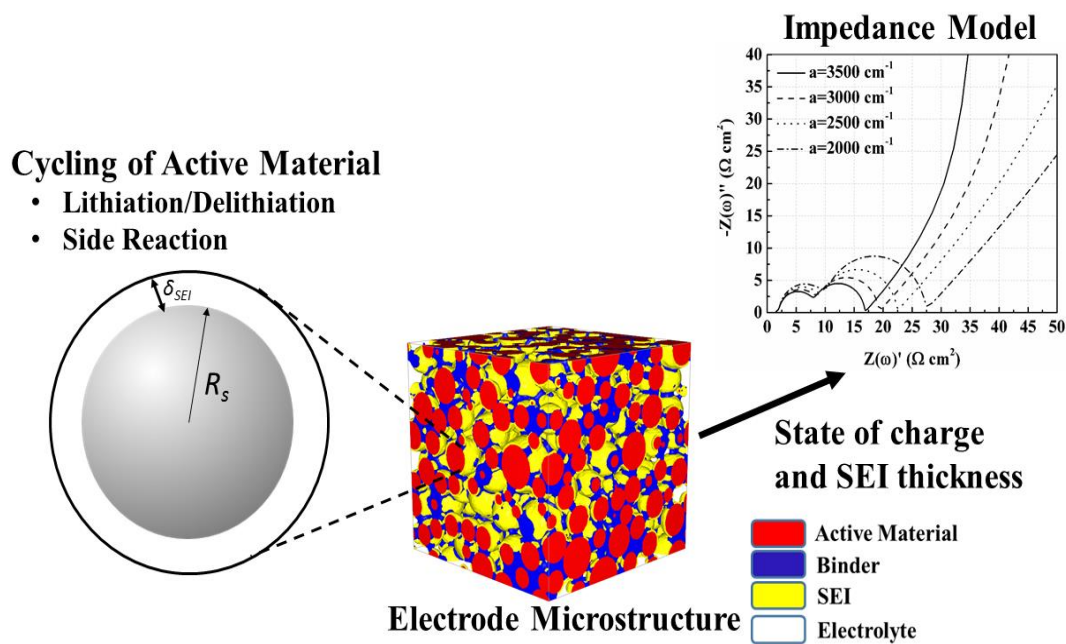 Impedance Model
40
35
30
25
20
15
10
5
0
-Z(ω)" (Ω cm²)
a=3500 cm⁻¹
a=3000 cm⁻¹
a=2500 cm⁻¹
a=2000 cm⁻¹
0 5 10 15 20 25 30 35 40 45 50
Z(ω)' (Ω cm²)
Cycling of Active Material
• Lithiation/Delithiation
• Side Reaction
δSEI
Rs
Electrode Microstructure
State of charge
and SEI thickness
Active Material
Binder
SEI
Electrolyte